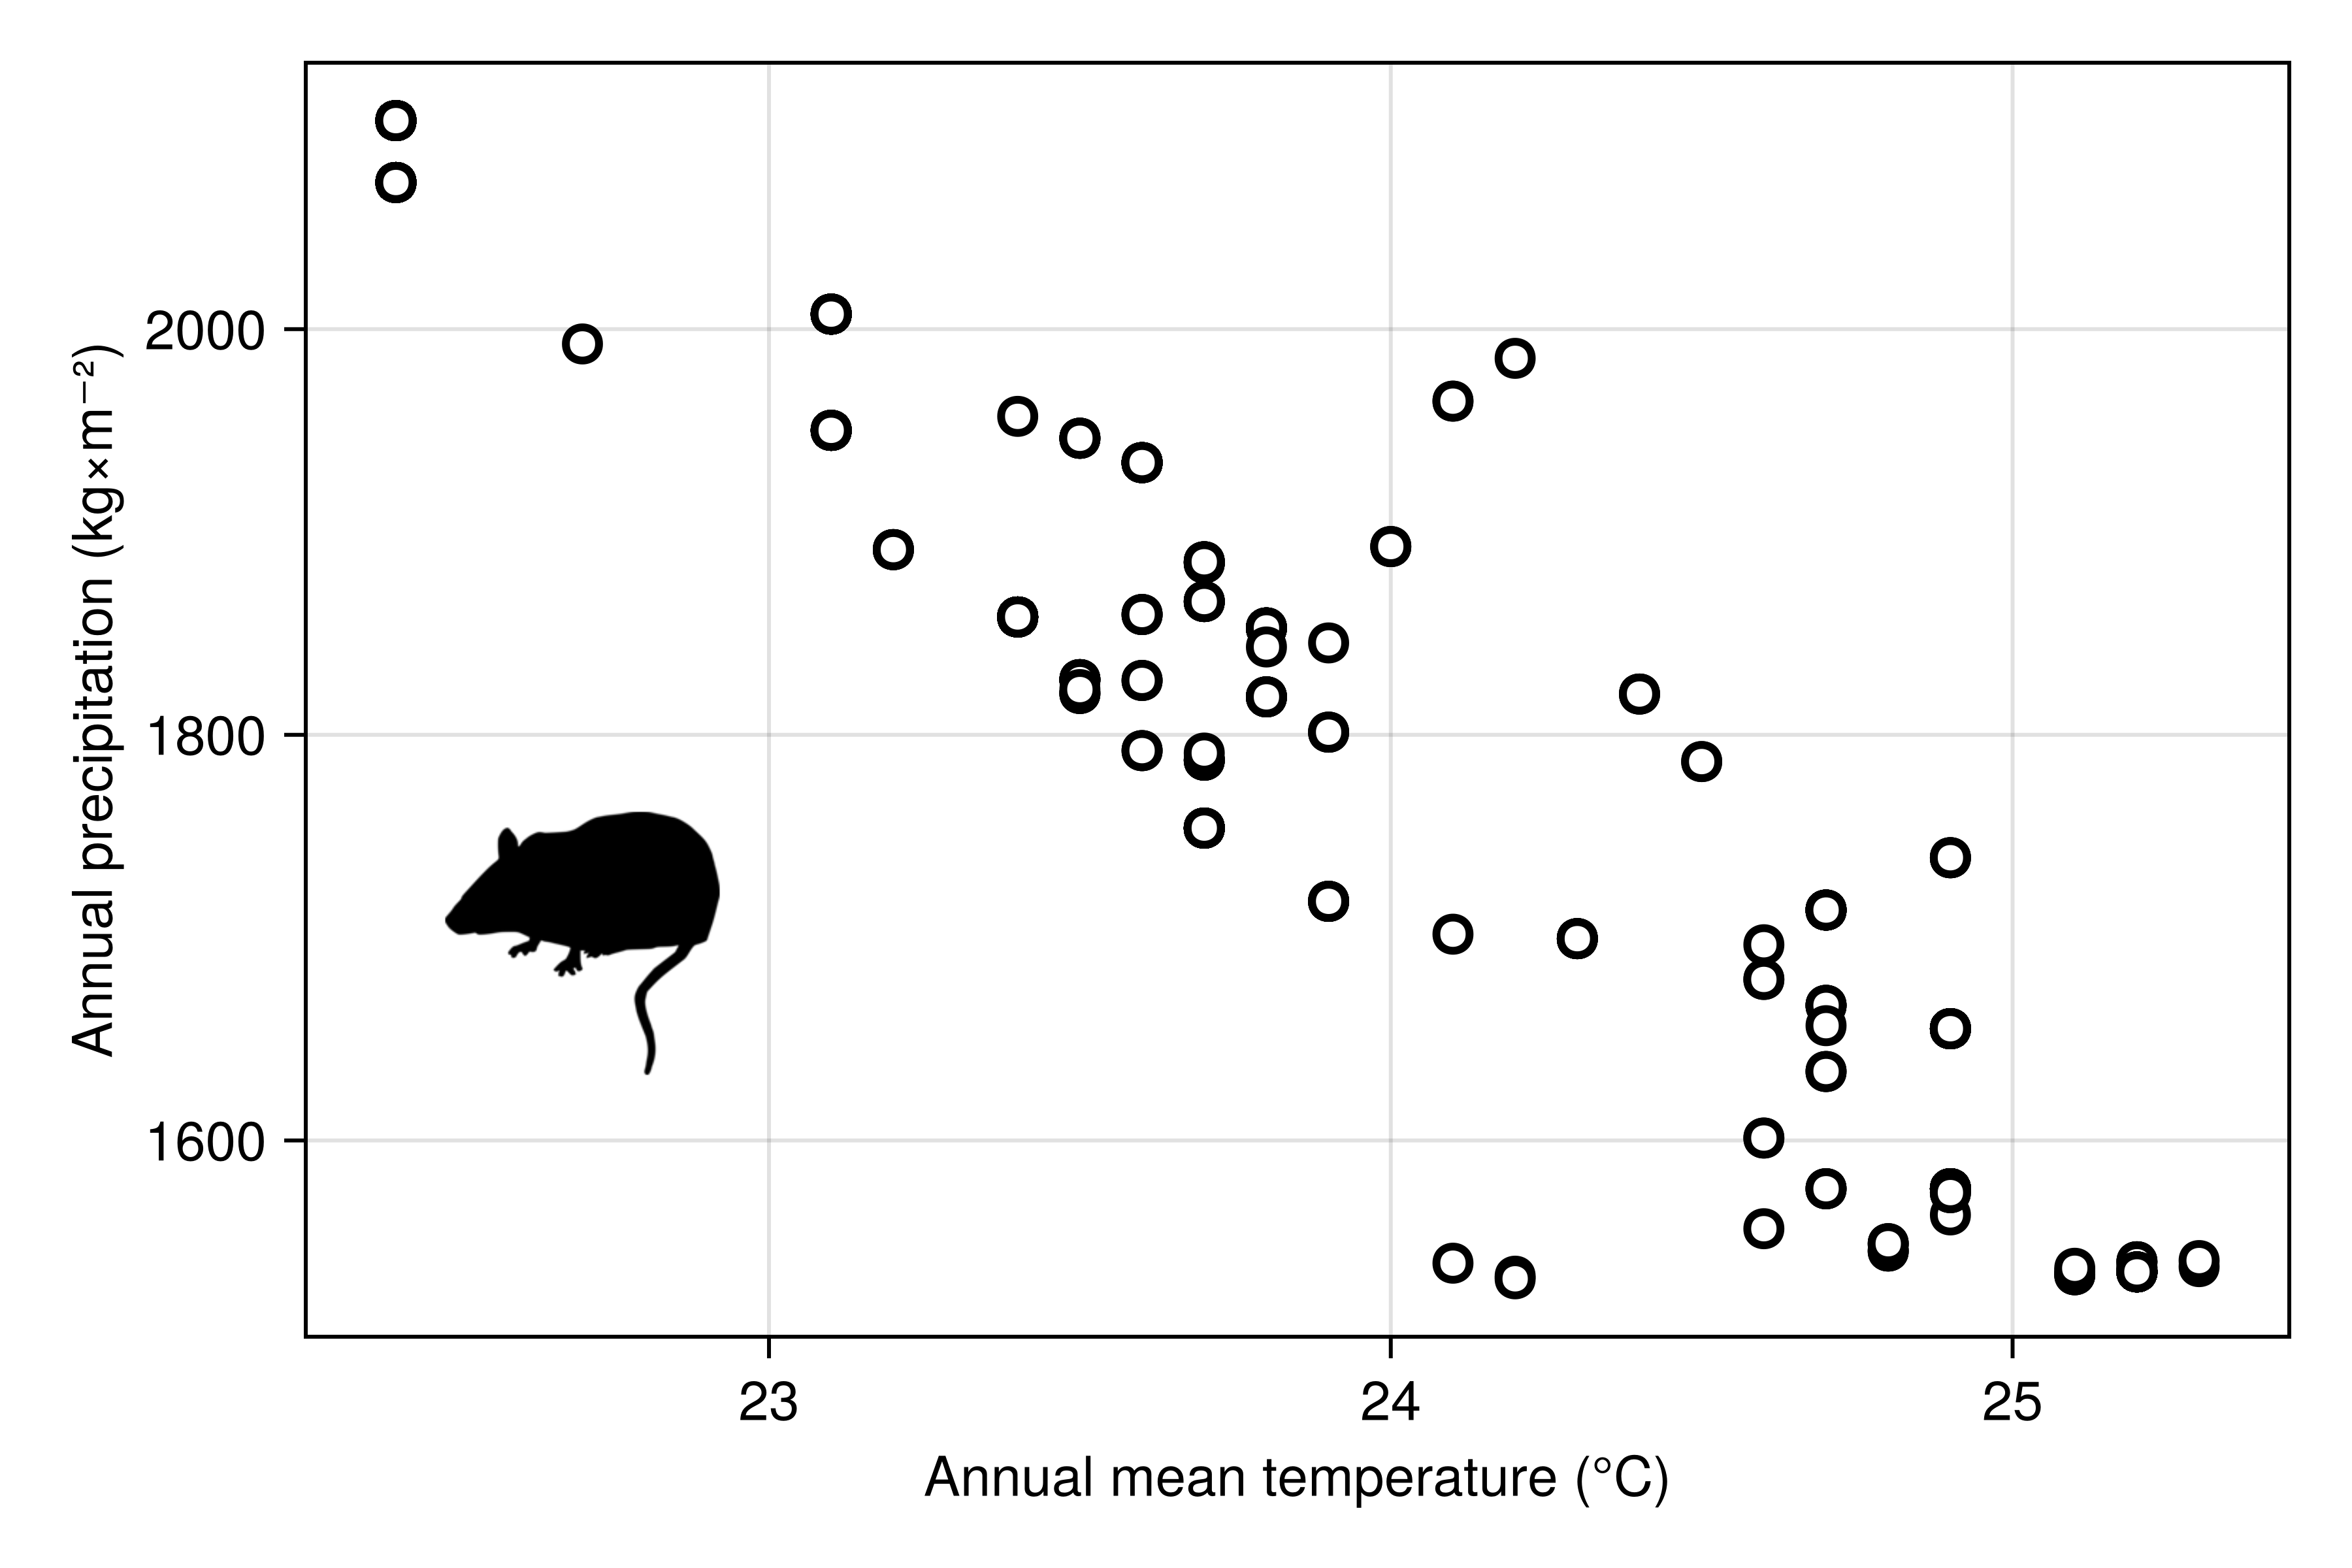 Annual precipitation (kg×m⁻²)
2000
1800
1600
23 24 25
Annual mean temperature (°C)